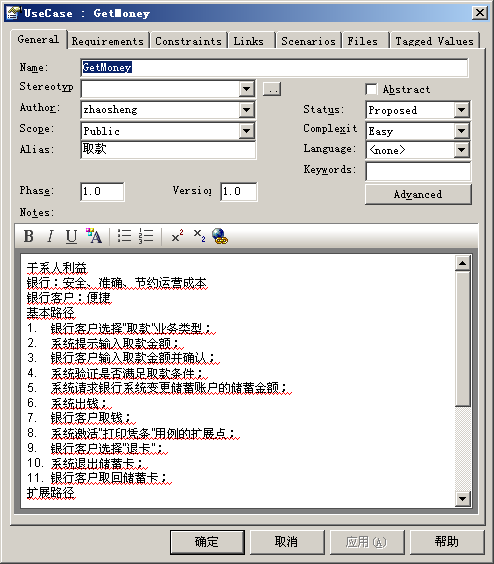 UseCase : GetMoney
General Requirements Constraints Links Scenarios Files Tagged Values
Name: GetMoney
Stereotyp .. Abstract
Author: zhaosheng Status: Proposed
Scope: Public Complexit Easy
Alias: 取款 Language: <none>
Keywords:
Phase: 1.0 Version 1.0 Advanced
Notes:
B I U A x² x₂
干系人利益
银行：安全、准确、节约运营成本
银行客户：便捷
基本路径
1. 银行客户选择"取款"业务类型；
2. 系统提示输入取款金额；
3. 银行客户输入取款金额并确认；
4. 系统验证是否满足取款条件；
5. 系统请求银行系统变更储蓄账户的储蓄金额；
6. 系统出钱；
7. 银行客户取钱；
8. 系统激活"打印凭条"用例的扩展点；
9. 银行客户选择"退卡"；
10. 系统退出储蓄卡；
11. 银行客户取回储蓄卡；
扩展路径
确定 取消 应用(A) 帮助